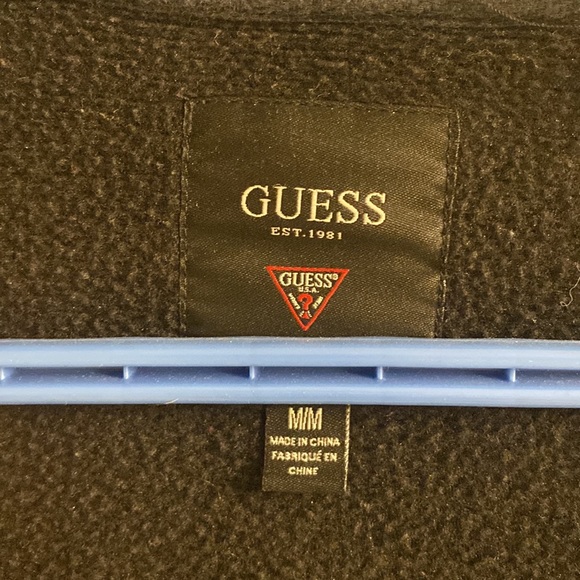 GUESS
EST.1981
GUESS®
U.S.A.
?
M/M
MADE IN CHINA
FABRIQUÉ EN
CHINE